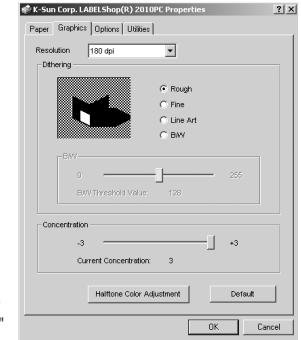 K-Sun Corp. LABELShop(R) 2010PC Properties
Paper Graphics Options Utilities
Resolution 180 dpi
Dithering
Rough
Fine
Line Art
B/W
B/W
0 255
B/W Threshold Value: 128
Concentration
-3 +3
Current Concentration: 3
Halftone Color Adjustment Default
OK Cancel